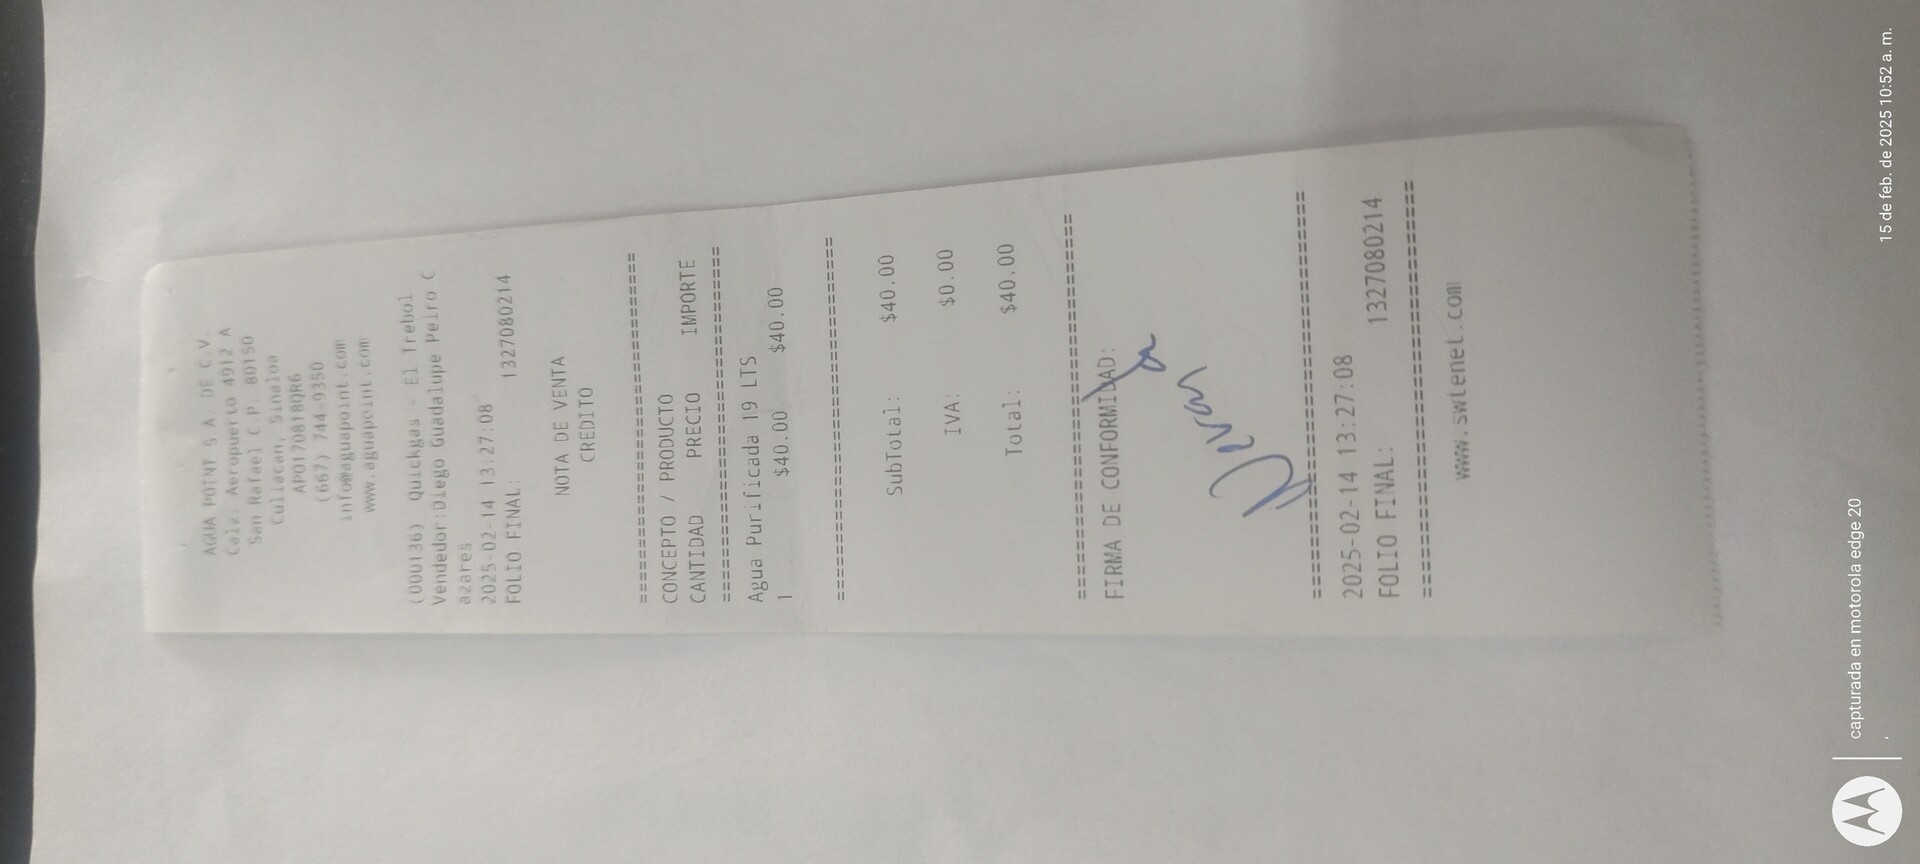 AGUA POINT S.A. DE C.V.
Calz. Aeropuerto 4912 A
San Rafael C.P. 80150
Culiacan, Sinaloa
APO170818QR6
(667) 744-9350
info@aguapoint.com
www.aguapoint.com
(000136) Quickgas - El Trebol
Vendedor:Diego Guadalupe Peiro C
azares
2025-02-14 13:27:08
FOLIO FINAL: 1327080214
NOTA DE VENTA
CREDITO
================================
CONCEPTO / PRODUCTO
CANTIDAD PRECIO IMPORTE
================================
Agua Purificada 19 LTS
1 $40.00 $40.00
================================
SubTotal: $40.00
IVA: $0.00
Total: $40.00
================================
FIRMA DE CONFORMIDAD:
================================
2025-02-14 13:27:08
FOLIO FINAL: 1327080214
================================
www.swtenet.com
capturada en motorola edge 20
15 de feb. de 2025 10:52 a. m.